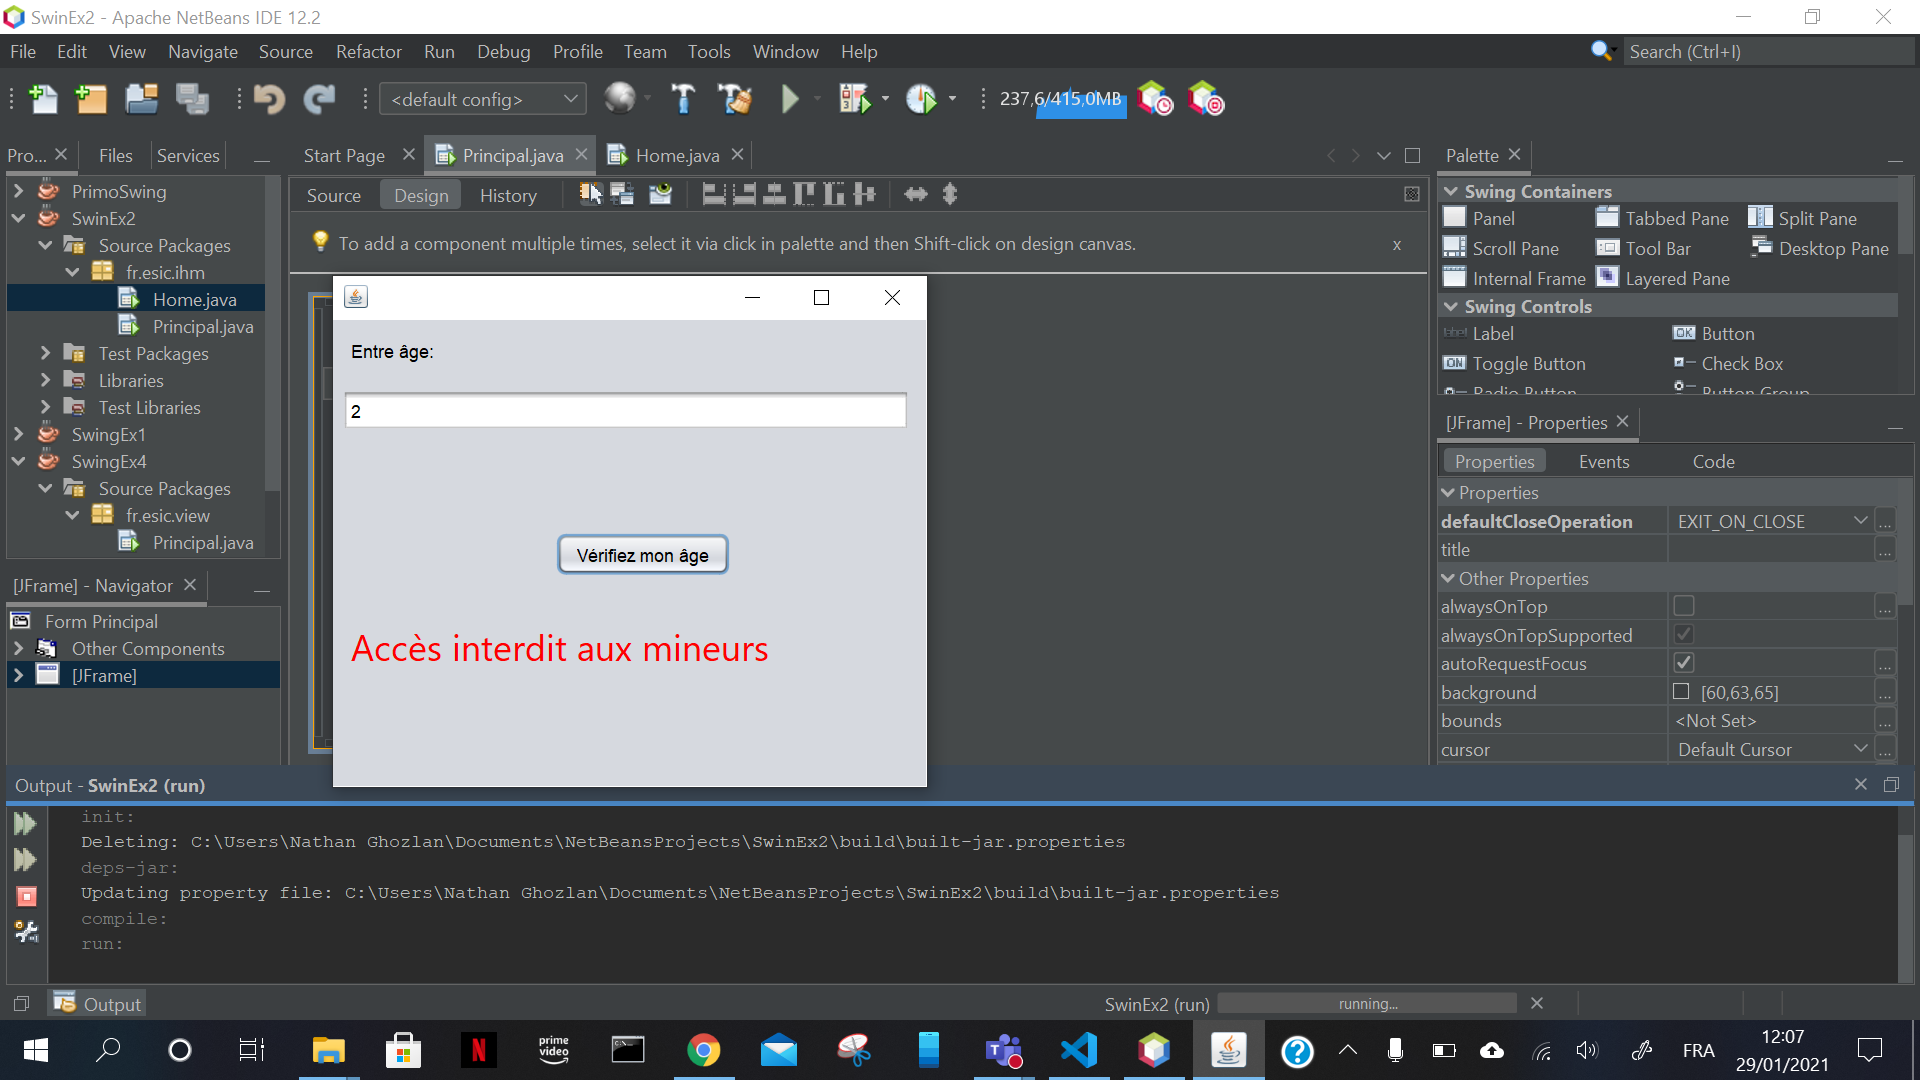 SwinEx2 - Apache NetBeans IDE 12.2
File Edit View Navigate Source Refactor Run Debug Profile Team Tools Window Help
Search (Ctrl+I)
<default config>
237,6/415,0MB
Pro... Files Services
Start Page Principal.java Home.java
Palette
PrimoSwing
SwinEx2
Source Packages
fr.esic.ihm
Home.java
Principal.java
Test Packages
Libraries
Test Libraries
SwingEx1
SwingEx4
Source Packages
fr.esic.view
Principal.java
Source Design History
To add a component multiple times, select it via click in palette and then Shift-click on design canvas.
x
Entre âge:
2
Vérifiez mon âge
Accès interdit aux mineurs
Swing Containers
Panel Tabbed Pane Split Pane
Scroll Pane Tool Bar Desktop Pane
Internal Frame Layered Pane
Swing Controls
label Label OK Button
ON Toggle Button Check Box
Radio Button Button Group
[JFrame] - Properties
Properties Events Code
Properties
defaultCloseOperation EXIT_ON_CLOSE ...
title ...
Other Properties
alwaysOnTop ...
alwaysOnTopSupported
autoRequestFocus ...
background [60,63,65] ...
bounds <Not Set> ...
cursor Default Cursor ...
[JFrame] - Navigator
Form Principal
Other Components
[JFrame]
Output - SwinEx2 (run)
init:
Deleting: C:\Users\Nathan Ghozlan\Documents\NetBeansProjects\SwinEx2\build\built-jar.properties
deps-jar:
Updating property file: C:\Users\Nathan Ghozlan\Documents\NetBeansProjects\SwinEx2\build\built-jar.properties
compile:
run:
Output
SwinEx2 (run) running...
N
prime video
FRA
12:07
29/01/2021